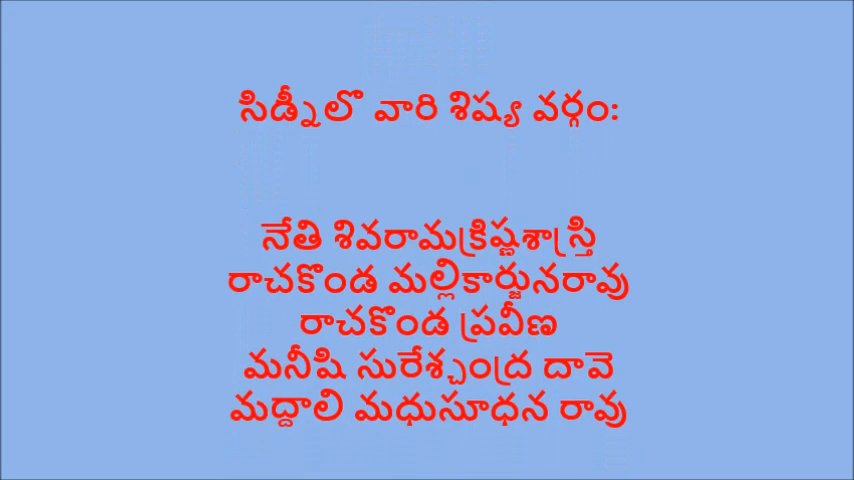 సిడ్నీలొ వారి శిష్య వర్గం:
నేతి శివరామక్రిష్ణశాస్త్రి
రాచకొండ మల్లికార్జునరావు
రాచకొండ ప్రవీణ
మనీషి సురేశ్చంద్ర దావె
మద్దాలి మధుసూధన రావు